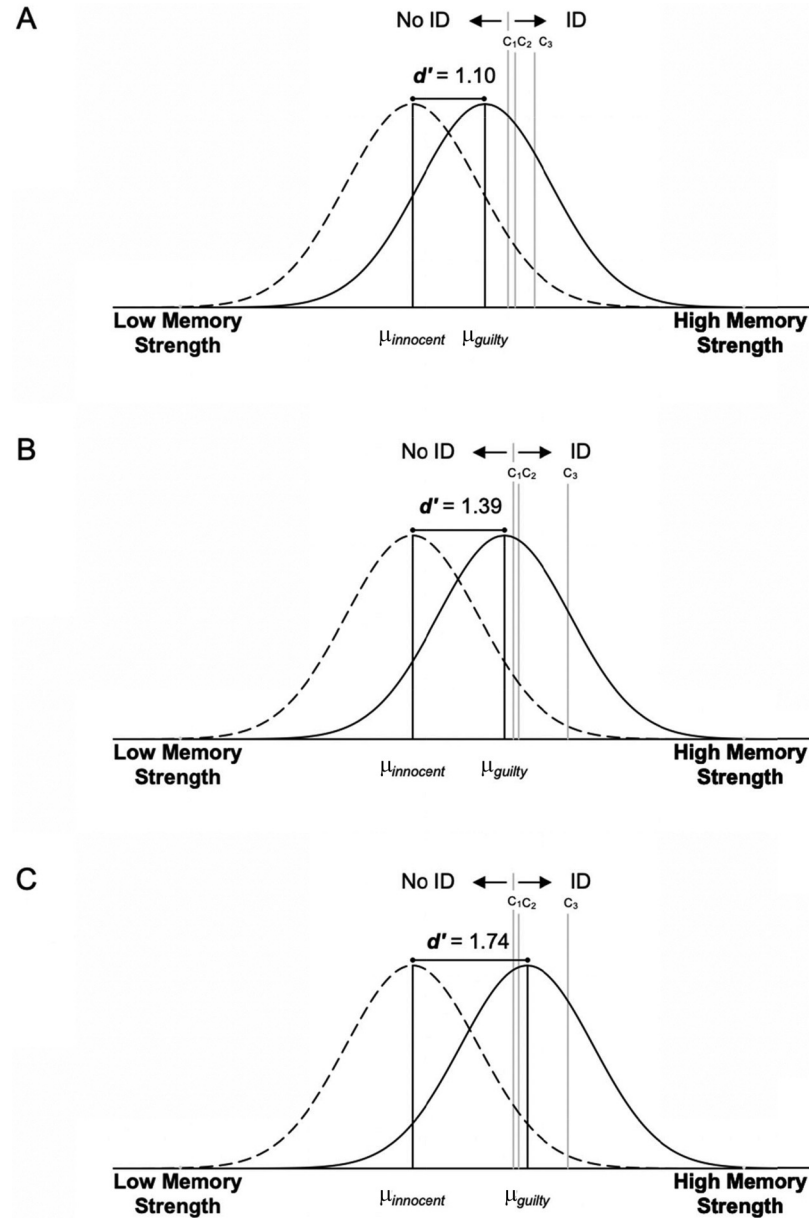 A
No ID ID
C₁ C₂ C₃
d' = 1.10
Low Memory Strength
μinnocent μguilty
High Memory Strength
B
No ID ID
C₁ C₂ C₃
d' = 1.39
Low Memory Strength
μinnocent μguilty
High Memory Strength
C
No ID ID
C₁ C₂ C₃
d' = 1.74
Low Memory Strength
μinnocent μguilty
High Memory Strength